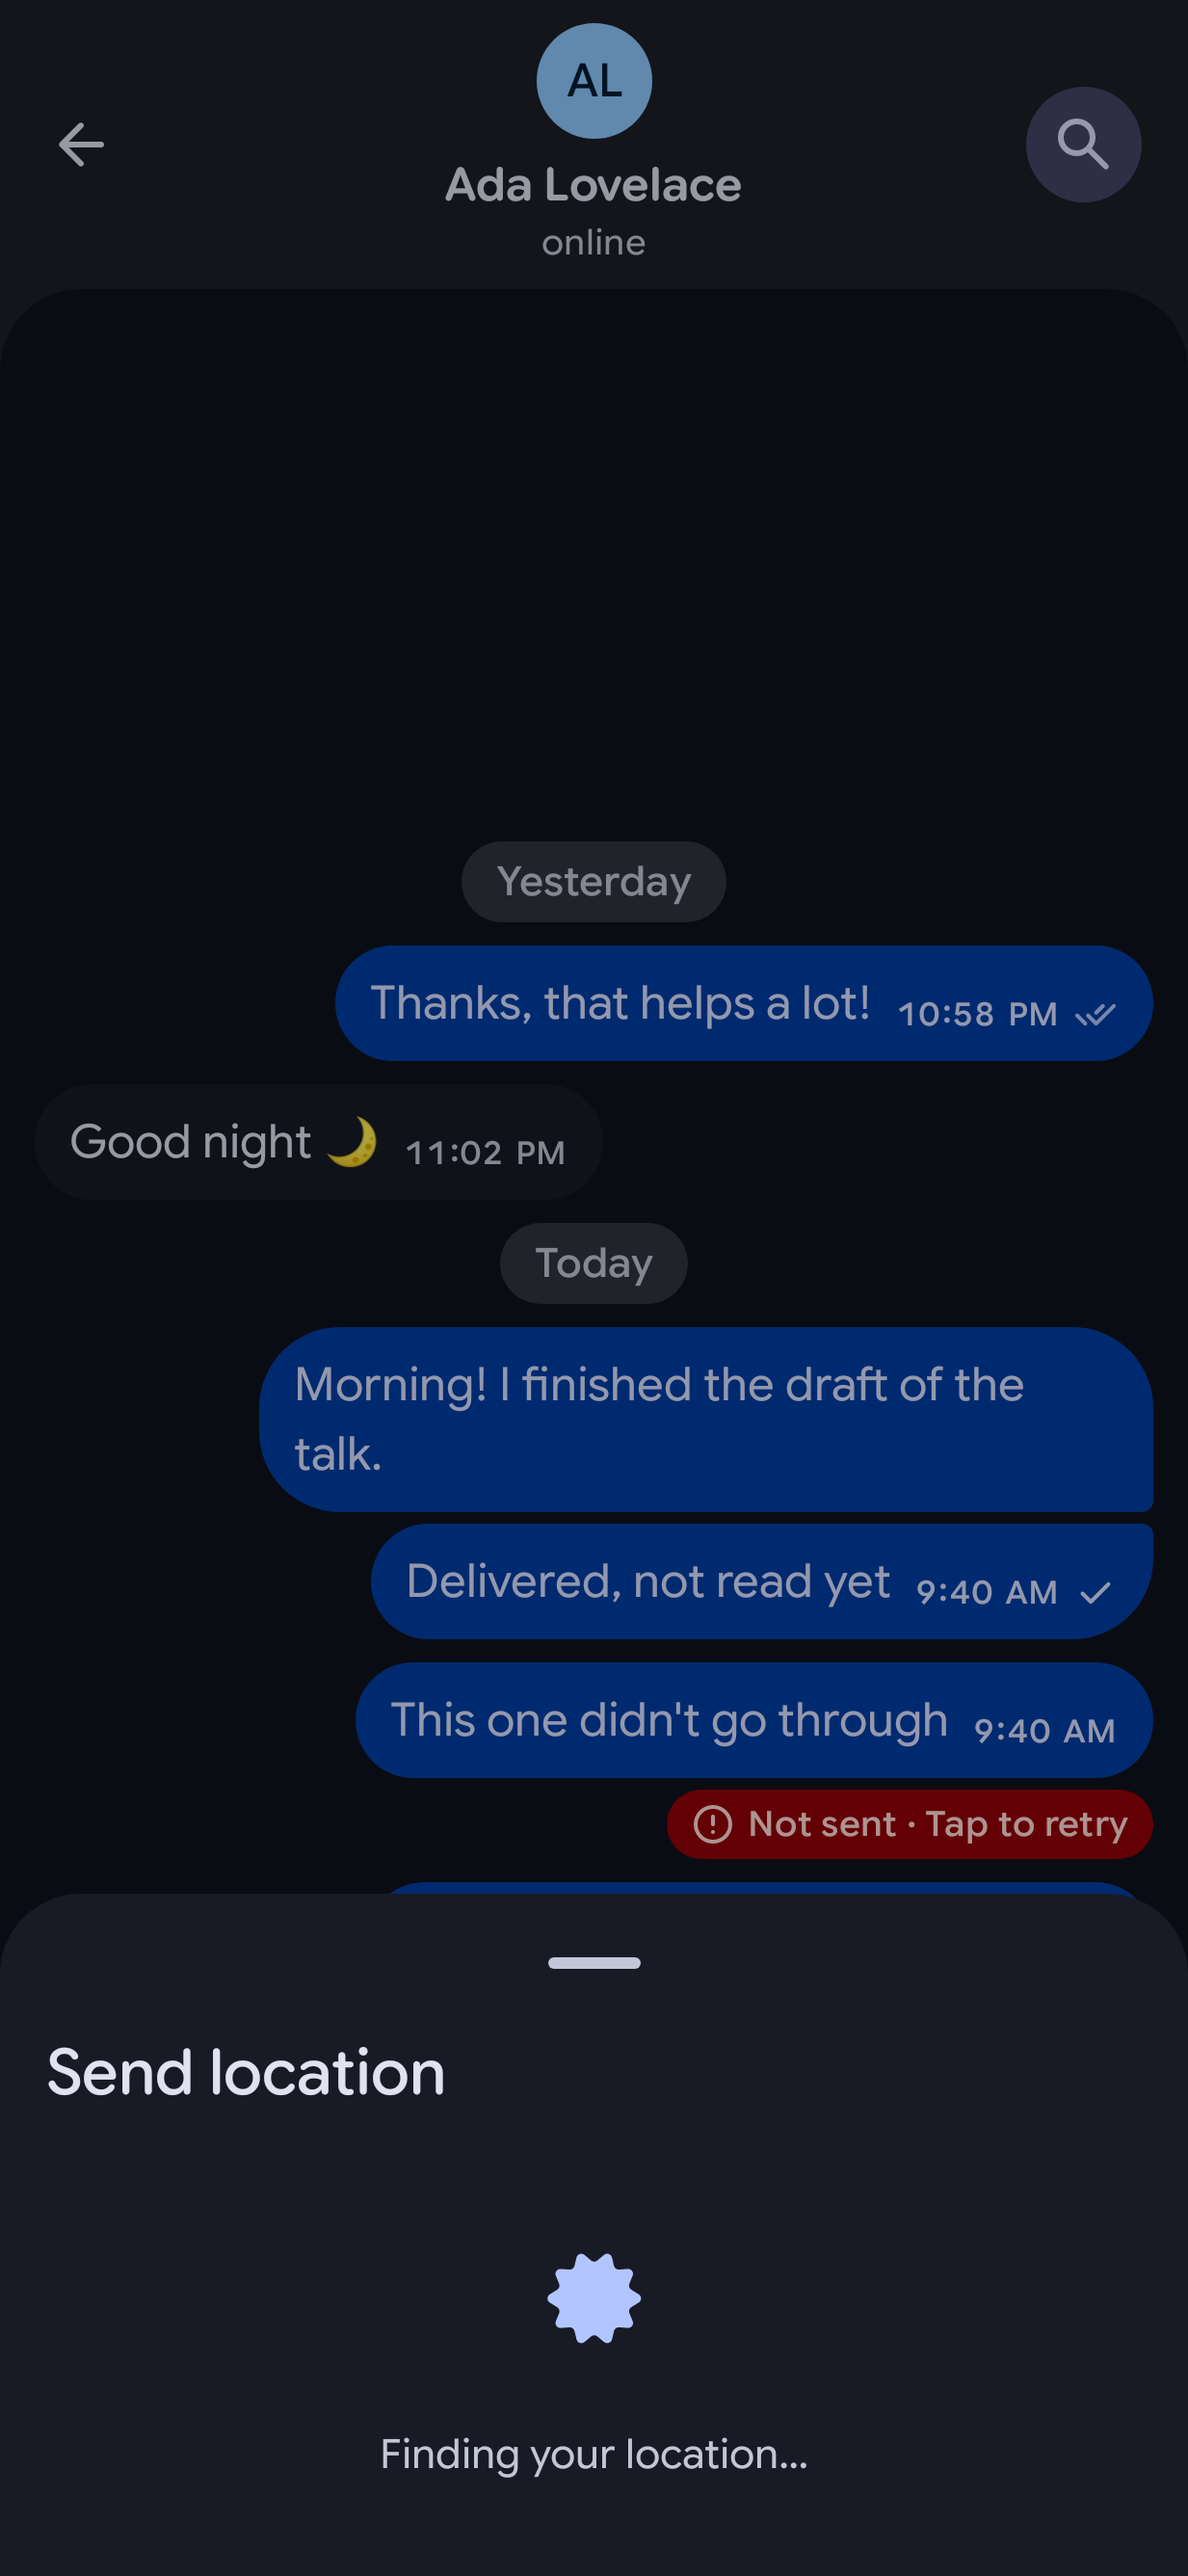 AL
Ada Lovelace
online
Yesterday
Thanks, that helps a lot! 10:58 PM
Good night 🌙 11:02 PM
Today
Morning! I finished the draft of the
talk.
Delivered, not read yet 9:40 AM
This one didn't go through 9:40 AM
Not sent · Tap to retry
Send location
Finding your location...